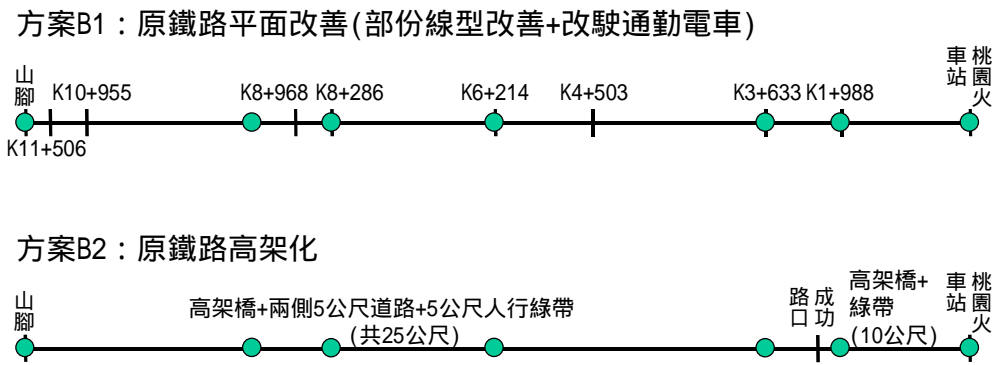 方案B1：原鐵路平面改善(部份線型改善+改駛通勤電車)
山腳
桃園火車站
K10+955
K8+968
K8+286
K6+214
K4+503
K3+633
K1+988
K11+506
方案B2：原鐵路高架化
山腳
高架橋+兩側5公尺道路+5公尺人行綠帶
(共25公尺)
成功路口
高架橋+
綠帶
(10公尺)
桃園火車站